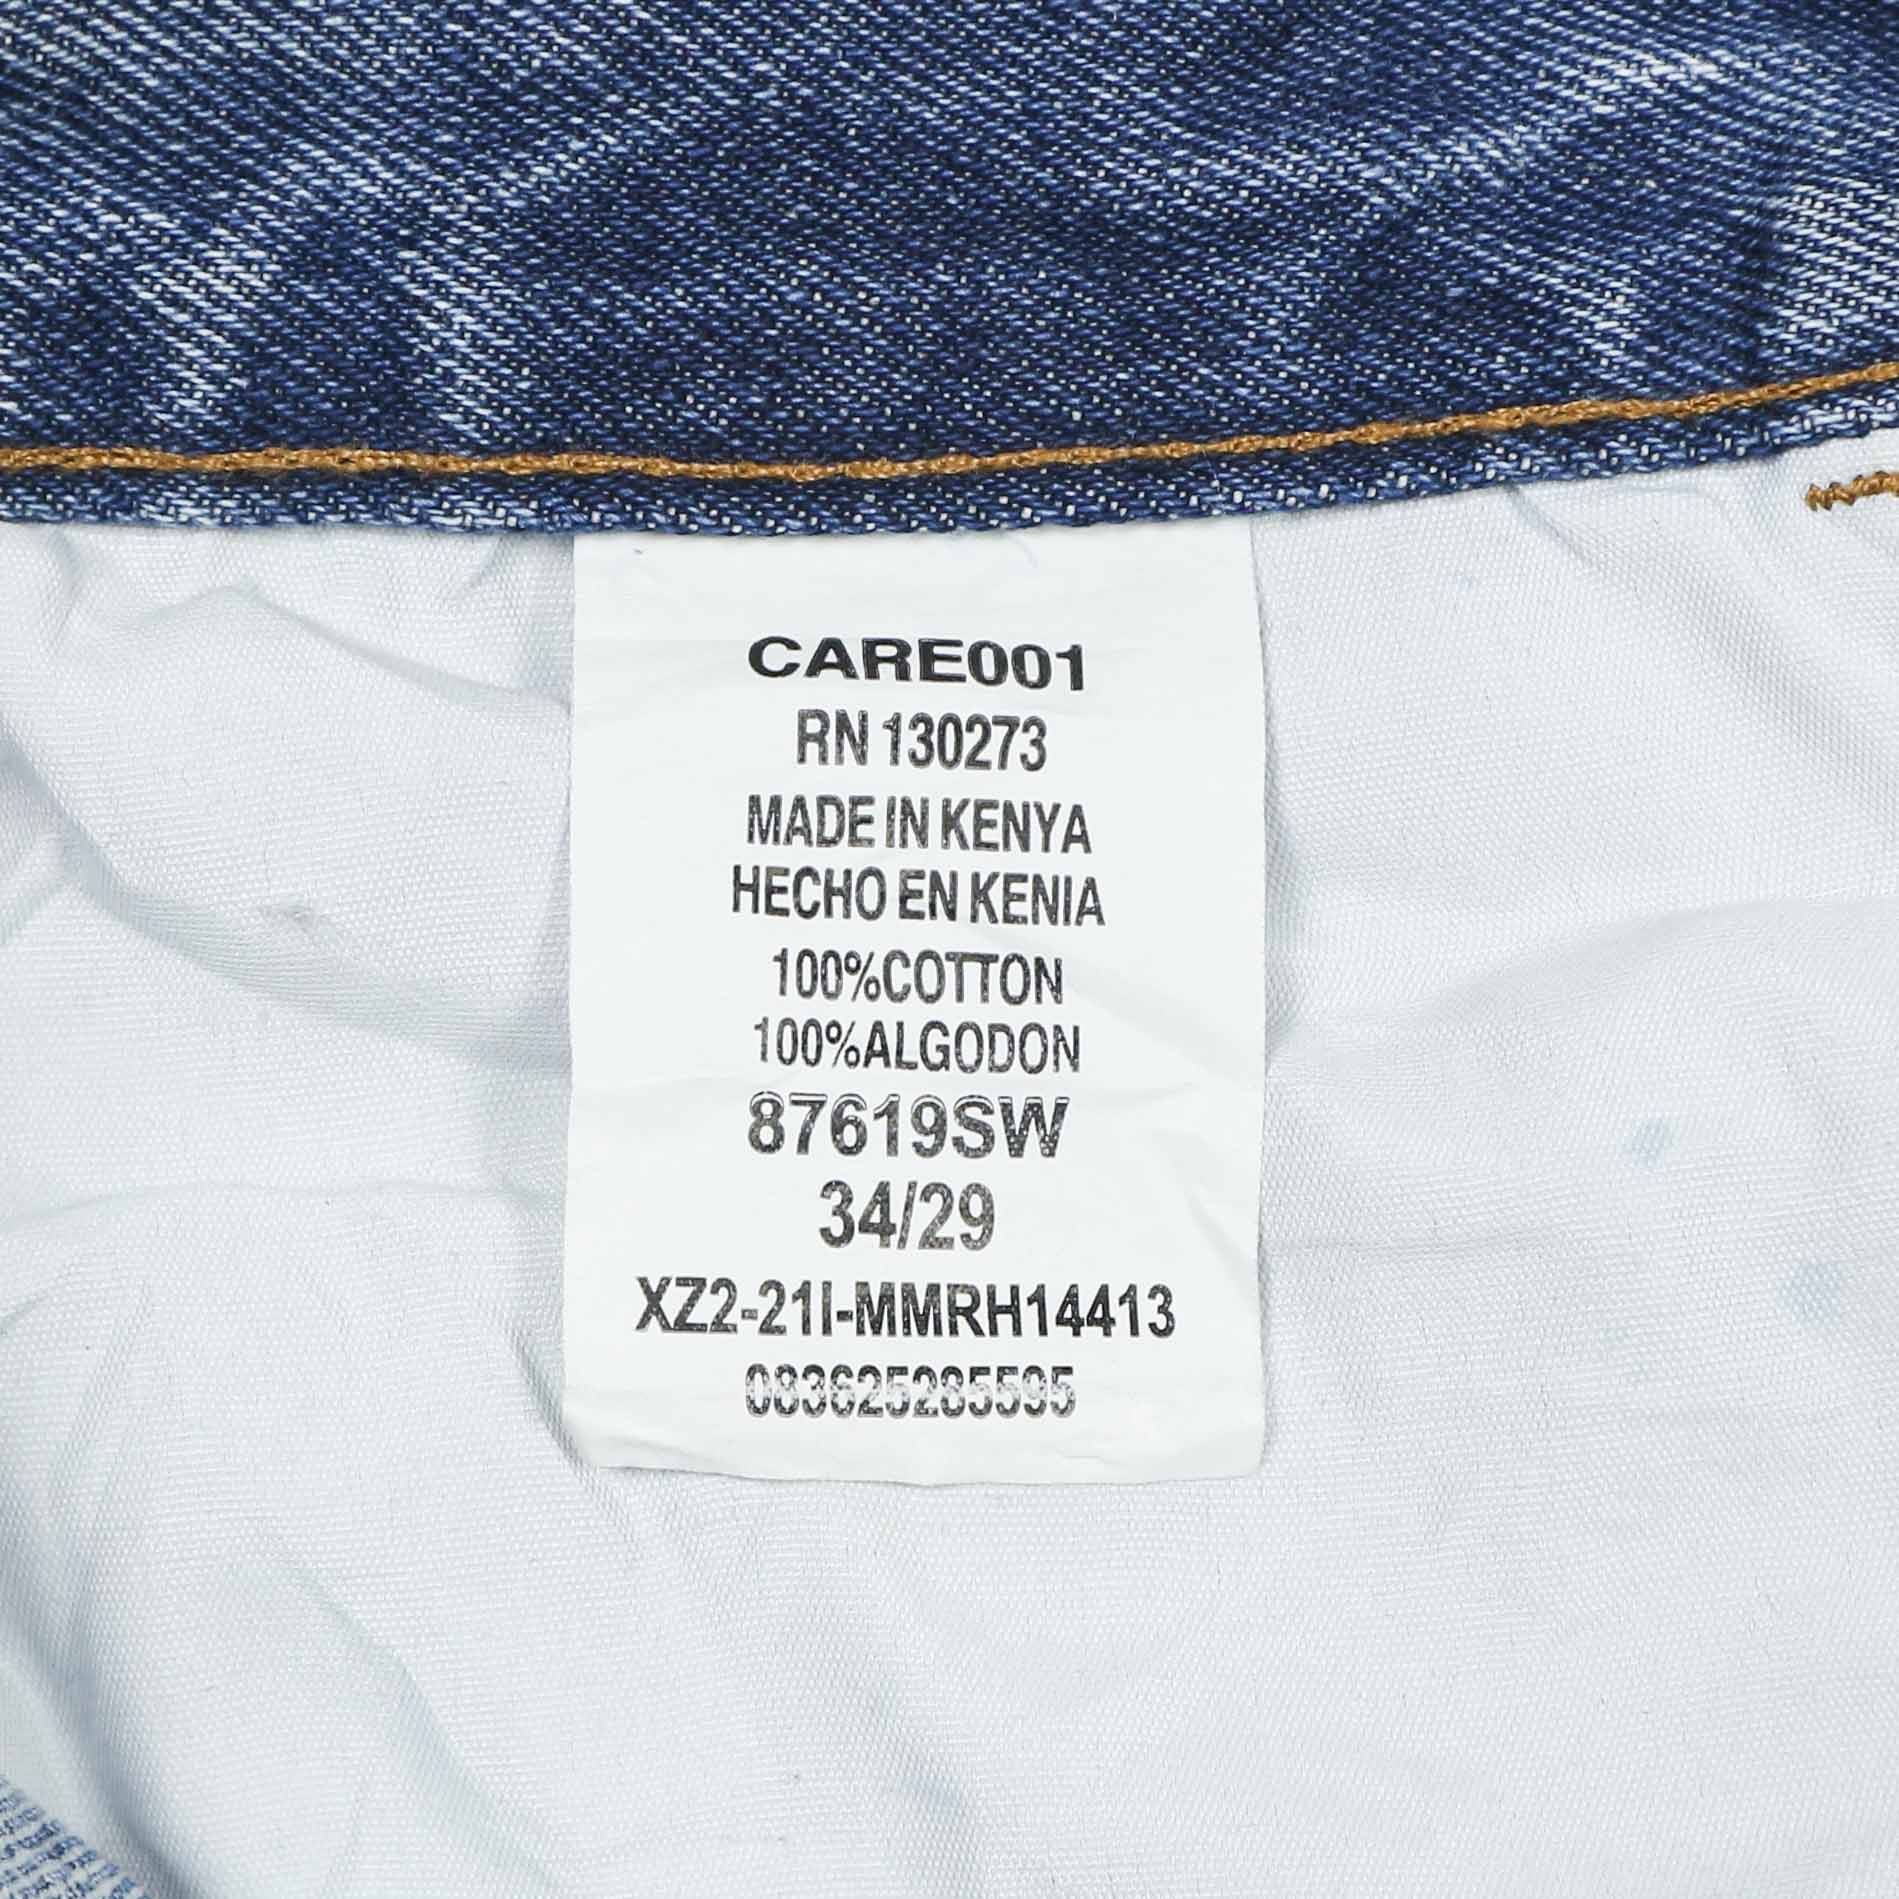 CARE001
RN 130273
MADE IN KENYA
HECHO EN KENIA
100%COTTON
100%ALGODON
87619SW
34/29
XZ2-21I-MMRH14413
083625285595